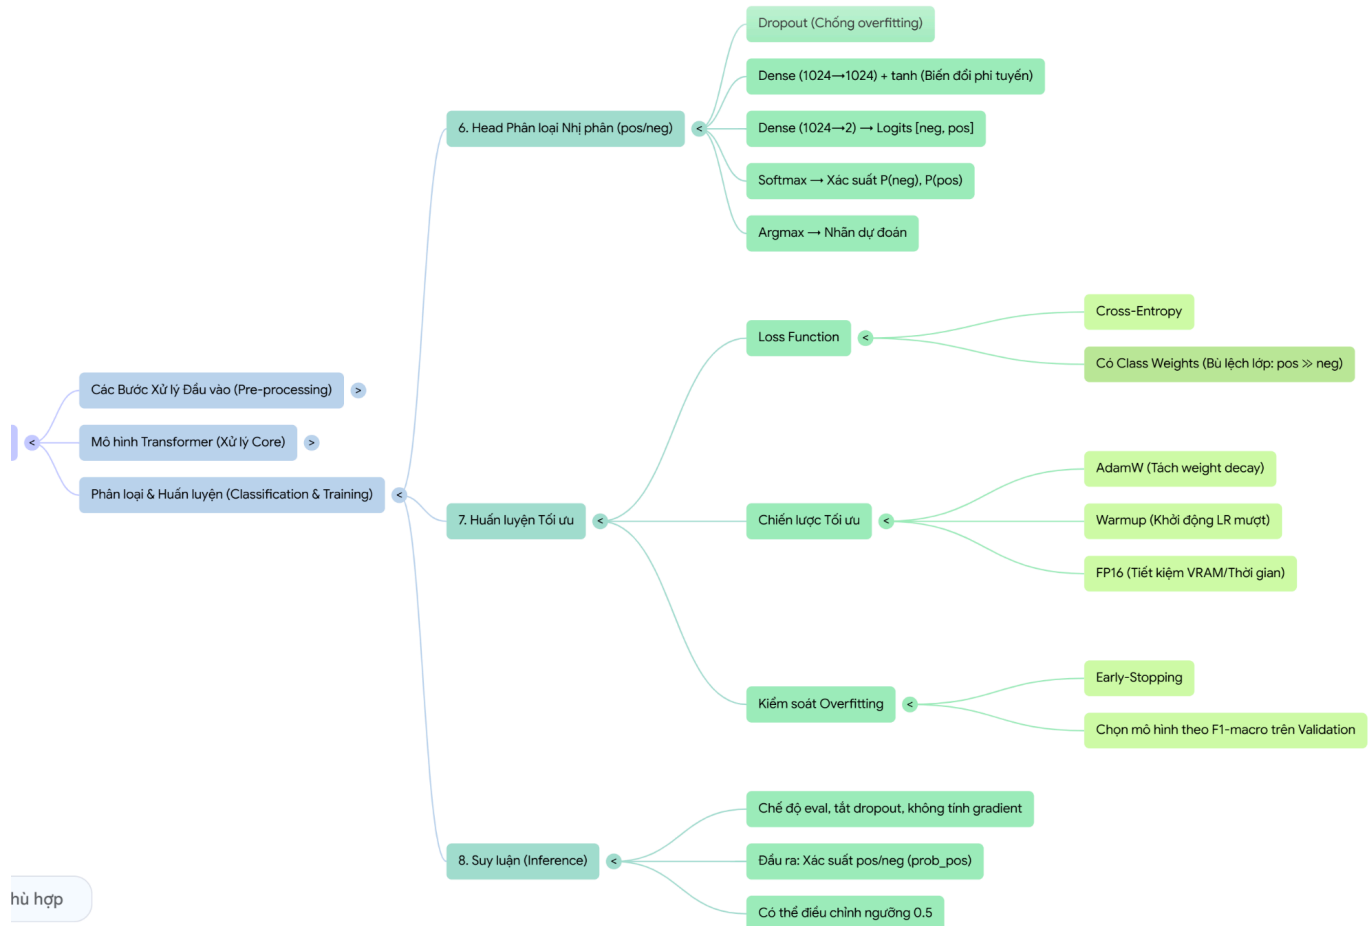 Các Bước Xử lý Đầu vào (Pre-processing)
>
Mô hình Transformer (Xử lý Core)
>
<
Phân loại & Huấn luyện (Classification & Training)
<
6. Head Phân loại Nhị phân (pos/neg)
<
Dropout (Chống overfitting)
Dense (1024→1024) + tanh (Biến đổi phi tuyến)
Dense (1024→2) → Logits [neg, pos]
Softmax → Xác suất P(neg), P(pos)
Argmax → Nhãn dự đoán
7. Huấn luyện Tối ưu
<
Loss Function
<
Cross-Entropy
Có Class Weights (Bù lệch lớp: pos ≫ neg)
Chiến lược Tối ưu
<
AdamW (Tách weight decay)
Warmup (Khởi động LR mượt)
FP16 (Tiết kiệm VRAM/Thời gian)
Kiểm soát Overfitting
<
Early-Stopping
Chọn mô hình theo F1-macro trên Validation
8. Suy luận (Inference)
<
Chế độ eval, tắt dropout, không tính gradient
Đầu ra: Xác suất pos/neg (prob_pos)
Có thể điều chỉnh ngưỡng 0.5
hù hợp